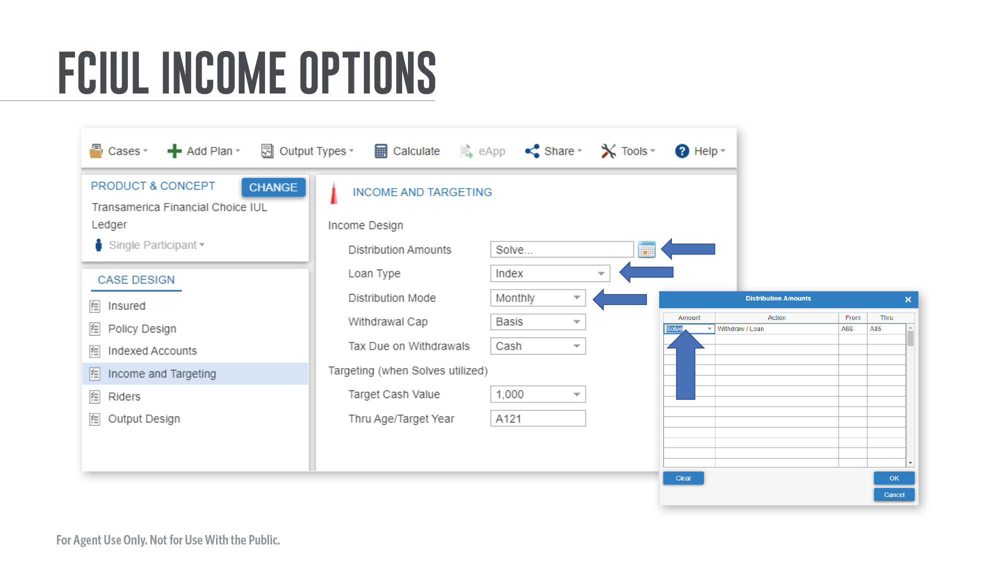 FCIUL INCOME OPTIONS
Cases Add Plan Output Types Calculate eApp Share Tools Help
PRODUCT & CONCEPT CHANGE
Transamerica Financial Choice IUL
Ledger
Single Participant
CASE DESIGN
Insured
Policy Design
Indexed Accounts
Income and Targeting
Riders
Output Design
INCOME AND TARGETING
Income Design
Distribution Amounts Solve...
Loan Type Index
Distribution Mode Monthly
Withdrawal Cap Basis
Tax Due on Withdrawals Cash
Targeting (when Solves utilized)
Target Cash Value 1,000
Thru Age/Target Year A121
Distribution Amounts
Amount Action From Thru
Solve Withdraw / Loan A66 A85
Clear OK
Cancel
For Agent Use Only. Not for Use With the Public.